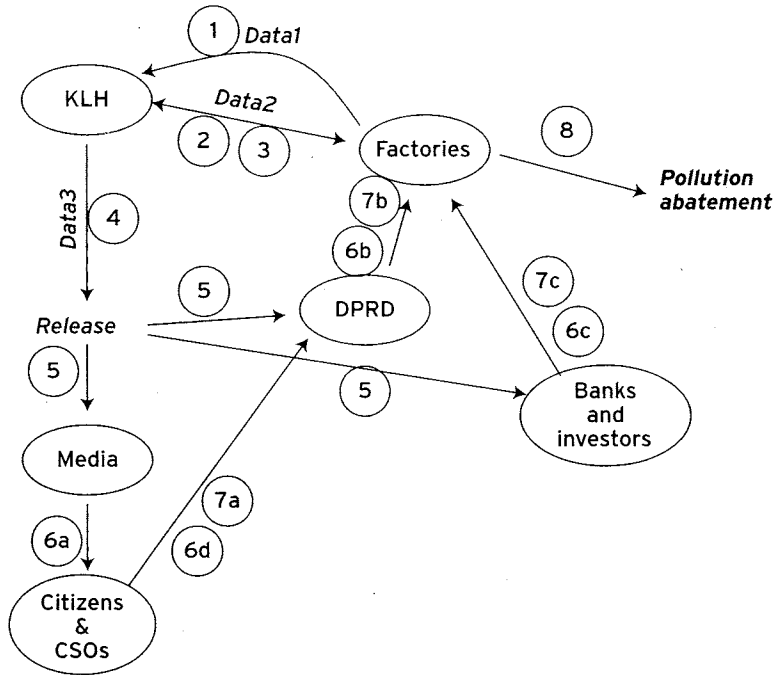 1
Data1
KLH
Data2
2
3
Factories
8
Pollution
abatement
Data3
4
7b
6b
5
DPRD
7c
6c
Release
5
5
Banks
and
investors
Media
7a
6a
6d
Citizens
&
CSOs